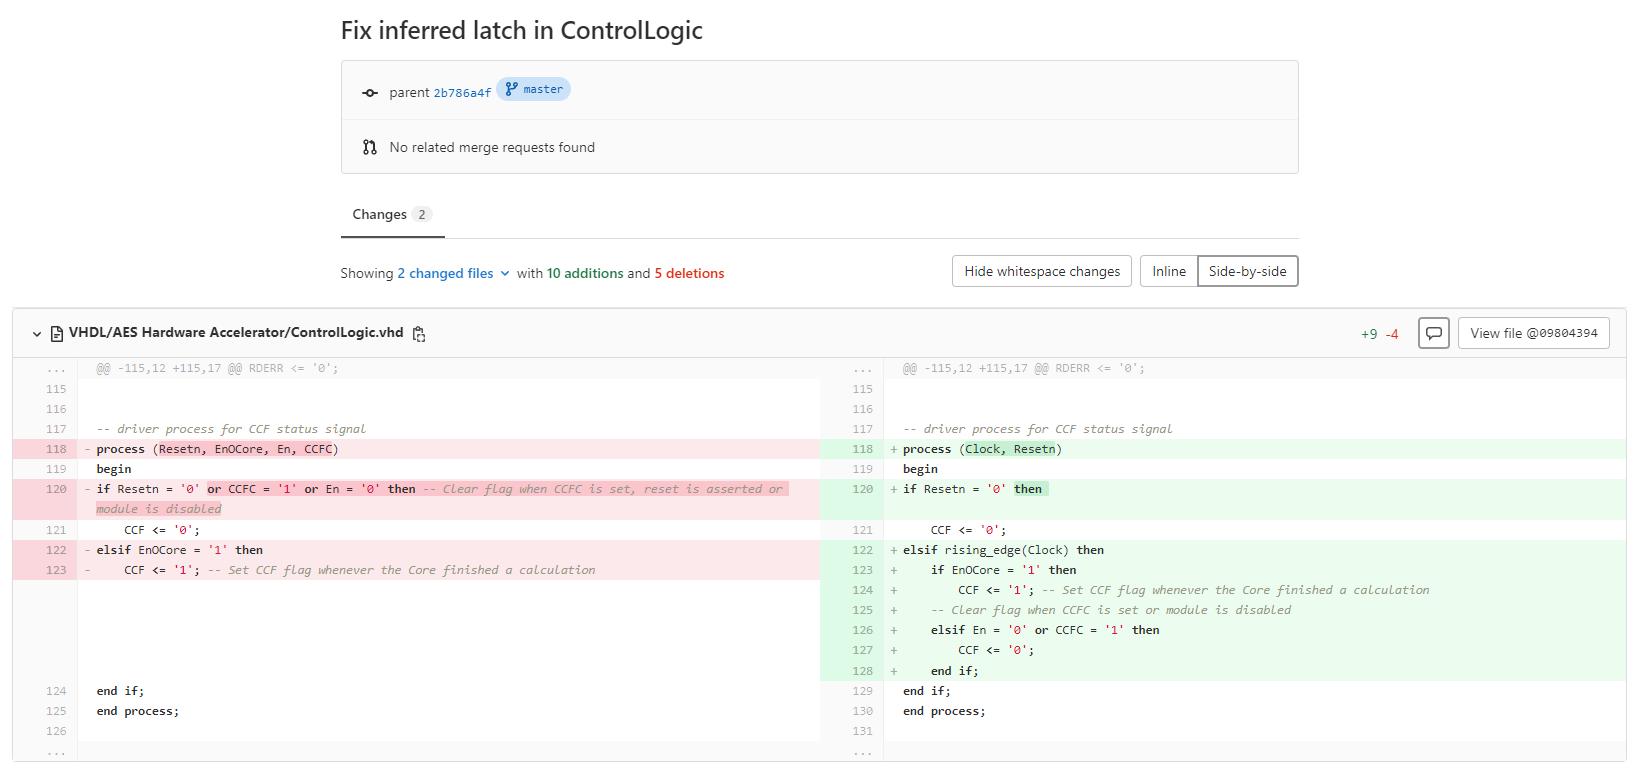 Fix inferred latch in ControlLogic
parent 2b786a4f master
No related merge requests found
Changes 2
Showing 2 changed files with 10 additions and 5 deletions
Hide whitespace changes
Inline
Side-by-side
VHDL/AES Hardware Accelerator/ControlLogic.vhd
+9 -4
View file @09804394
... @@ -115,12 +115,17 @@ RDERR <= '0';
115
116
117 -- driver process for CCF status signal
118 - process (Resetn, EnOCore, En, CCFC)
119 begin
120 - if Resetn = '0' or CCFC = '1' or En = '0' then -- Clear flag when CCFC is set, reset is asserted or
module is disabled
121 CCF <= '0';
122 - elsif EnOCore = '1' then
123 - CCF <= '1'; -- Set CCF flag whenever the Core finished a calculation
124 end if;
125 end process;
126
...
... @@ -115,12 +115,17 @@ RDERR <= '0';
115
116
117 -- driver process for CCF status signal
118 + process (Clock, Resetn)
119 begin
120 + if Resetn = '0' then
121 CCF <= '0';
122 + elsif rising_edge(Clock) then
123 + if EnOCore = '1' then
124 + CCF <= '1'; -- Set CCF flag whenever the Core finished a calculation
125 + -- Clear flag when CCFC is set or module is disabled
126 + elsif En = '0' or CCFC = '1' then
127 + CCF <= '0';
128 + end if;
129 end if;
130 end process;
131
...